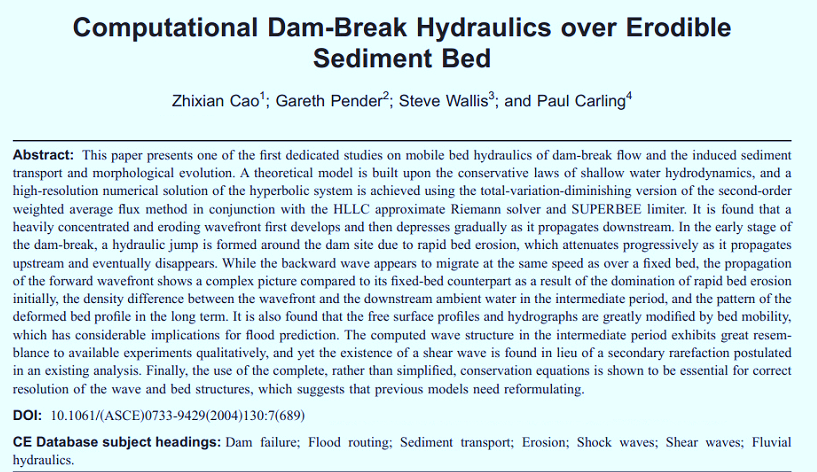 Computational Dam-Break Hydraulics over Erodible
Sediment Bed
Zhixian Cao1; Gareth Pender2; Steve Wallis3; and Paul Carling4
Abstract: This paper presents one of the first dedicated studies on mobile bed hydraulics of dam-break flow and the induced sediment
transport and morphological evolution. A theoretical model is built upon the conservative laws of shallow water hydrodynamics, and a
high-resolution numerical solution of the hyperbolic system is achieved using the total-variation-diminishing version of the second-order
weighted average flux method in conjunction with the HLLC approximate Riemann solver and SUPERBEE limiter. It is found that a
heavily concentrated and eroding wavefront first develops and then depresses gradually as it propagates downstream. In the early stage of
the dam-break, a hydraulic jump is formed around the dam site due to rapid bed erosion, which attenuates progressively as it propagates
upstream and eventually disappears. While the backward wave appears to migrate at the same speed as over a fixed bed, the propagation
of the forward wavefront shows a complex picture compared to its fixed-bed counterpart as a result of the domination of rapid bed erosion
initially, the density difference between the wavefront and the downstream ambient water in the intermediate period, and the pattern of the
deformed bed profile in the long term. It is also found that the free surface profiles and hydrographs are greatly modified by bed mobility,
which has considerable implications for flood prediction. The computed wave structure in the intermediate period exhibits great resem-
blance to available experiments qualitatively, and yet the existence of a shear wave is found in lieu of a secondary rarefaction postulated
in an existing analysis. Finally, the use of the complete, rather than simplified, conservation equations is shown to be essential for correct
resolution of the wave and bed structures, which suggests that previous models need reformulating.
DOI: 10.1061/(ASCE)0733-9429(2004)130:7(689)
CE Database subject headings: Dam failure; Flood routing; Sediment transport; Erosion; Shock waves; Shear waves; Fluvial
hydraulics.